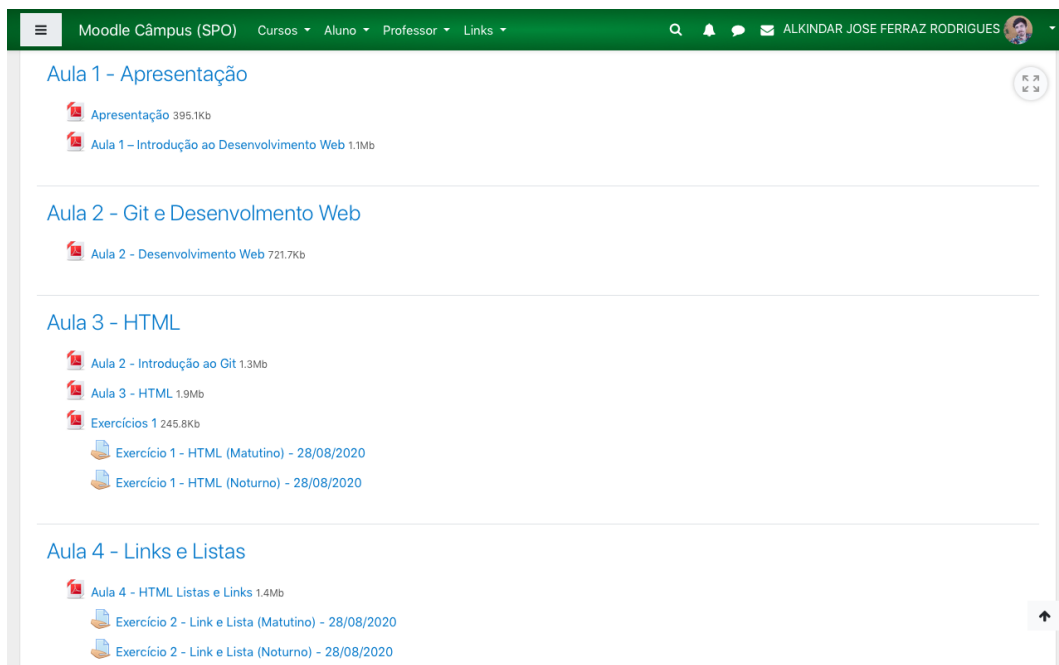 Moodle Câmpus (SPO) Cursos Aluno Professor Links ALKINDAR JOSE FERRAZ RODRIGUES
Aula 1 - Apresentação
Apresentação 395.1Kb
Aula 1 – Introdução ao Desenvolvimento Web 1.1Mb
Aula 2 - Git e Desenvolmento Web
Aula 2 - Desenvolvimento Web 721.7Kb
Aula 3 - HTML
Aula 2 - Introdução ao Git 1.3Mb
Aula 3 - HTML 1.9Mb
Exercícios 1 245.8Kb
Exercício 1 - HTML (Matutino) - 28/08/2020
Exercício 1 - HTML (Noturno) - 28/08/2020
Aula 4 - Links e Listas
Aula 4 - HTML Listas e Links 1.4Mb
Exercício 2 - Link e Lista (Matutino) - 28/08/2020
Exercício 2 - Link e Lista (Noturno) - 28/08/2020